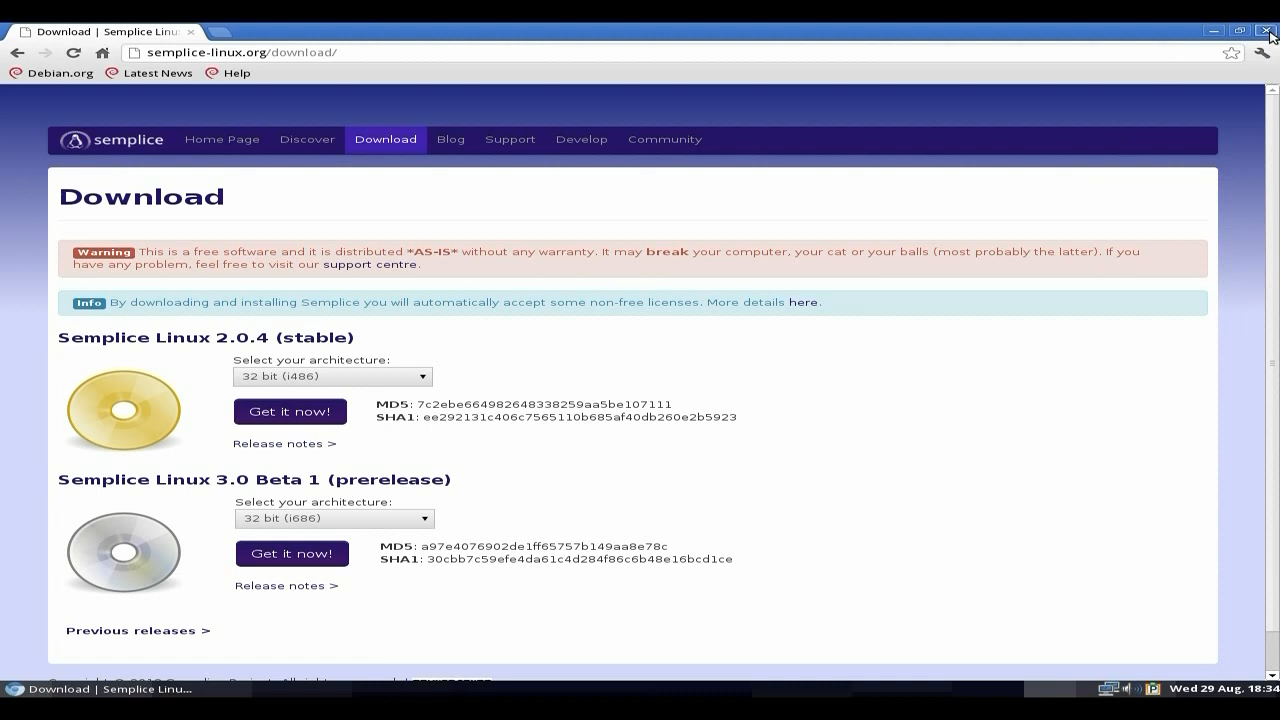 Download | Semplice Linu
semplice-linux.org/download/
Debian.org Latest News Help
semplice Home Page Discover Download Blog Support Develop Community
Download
Warning This is a free software and it is distributed *AS-IS* without any warranty. It may break your computer, your cat or your balls (most probably the latter). If you
have any problem, feel free to visit our support centre.
Info By downloading and installing Semplice you will automatically accept some non-free licenses. More details here.
Semplice Linux 2.0.4 (stable)
Select your architecture:
32 bit (i486)
Get it now!
MD5: 7c2ebe664982648338259aa5be107111
SHA1: ee292131c406c7565110b685af40db260e2b5923
Release notes >
Semplice Linux 3.0 Beta 1 (prerelease)
Select your architecture:
32 bit (i686)
Get it now!
MD5: a97e4076902de1ff65757b149aa8e78c
SHA1: 30cbb7c59efe4da61c4d284f86c6b48e16bcd1ce
Release notes >
Previous releases >
Download | Semplice Linu...
Wed 29 Aug, 18:34